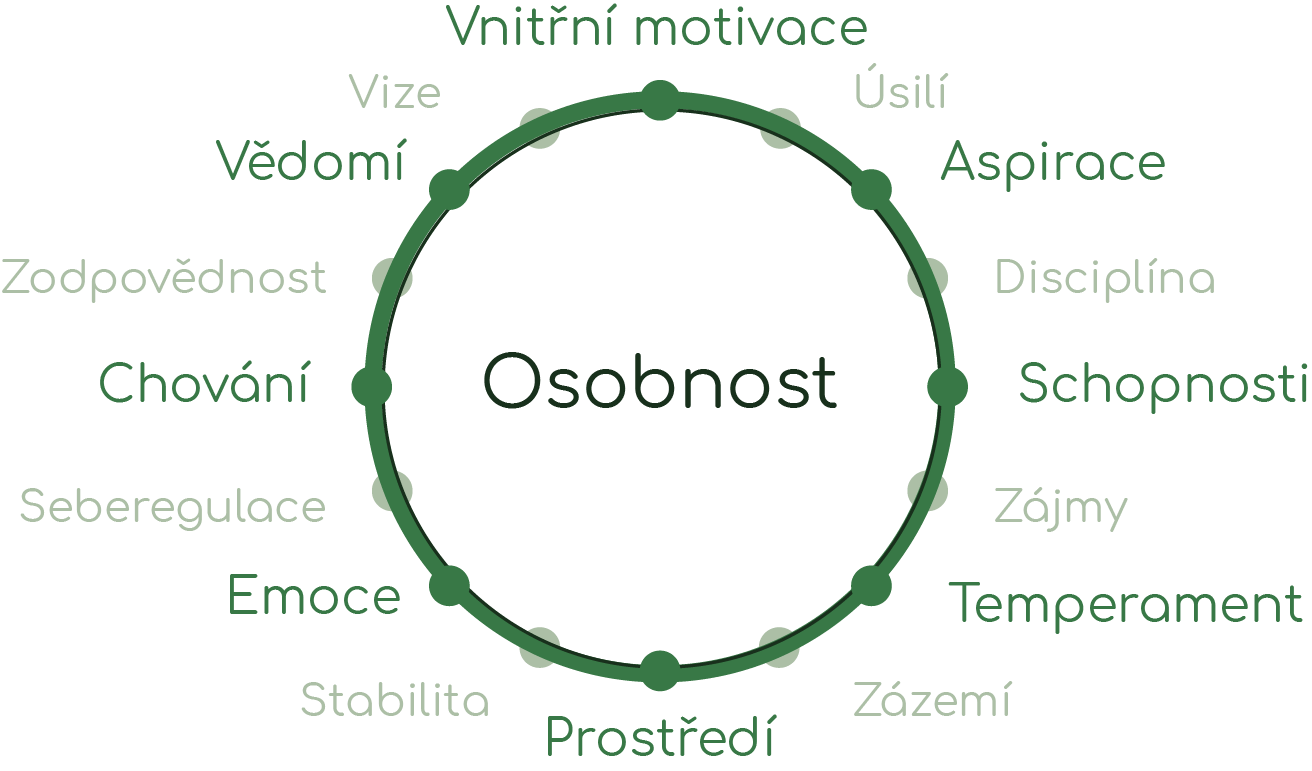 Vnitřní motivace
Vize
Úsilí
Vědomí
Aspirace
Zodpovědnost
Disciplína
Chování
Osobnost
Schopnosti
Seberegulace
Zájmy
Emoce
Temperament
Stabilita
Zázemí
Prostředí